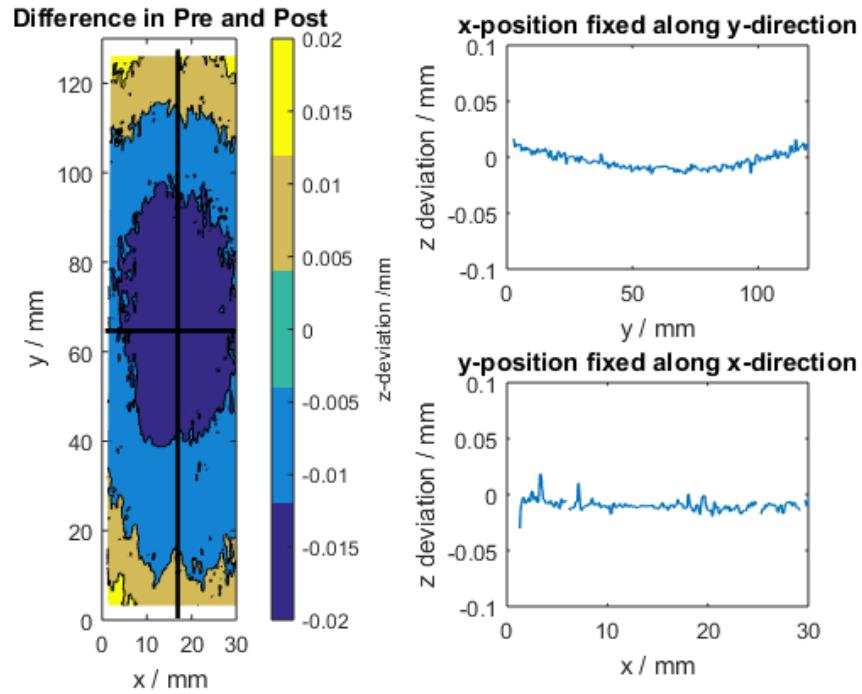 Difference in Pre and Post
y / mm
120
100
80
60
40
20
0
0 10 20 30
x / mm
0.02
0.015
0.01
0.005
0
-0.005
-0.01
-0.015
-0.02
z-deviation /mm
x-position fixed along y-direction
z deviation / mm
0.1
0.05
0
-0.05
-0.1
0 50 100
y / mm
y-position fixed along x-direction
z deviation / mm
0.1
0.05
0
-0.05
-0.1
0 10 20 30
x / mm